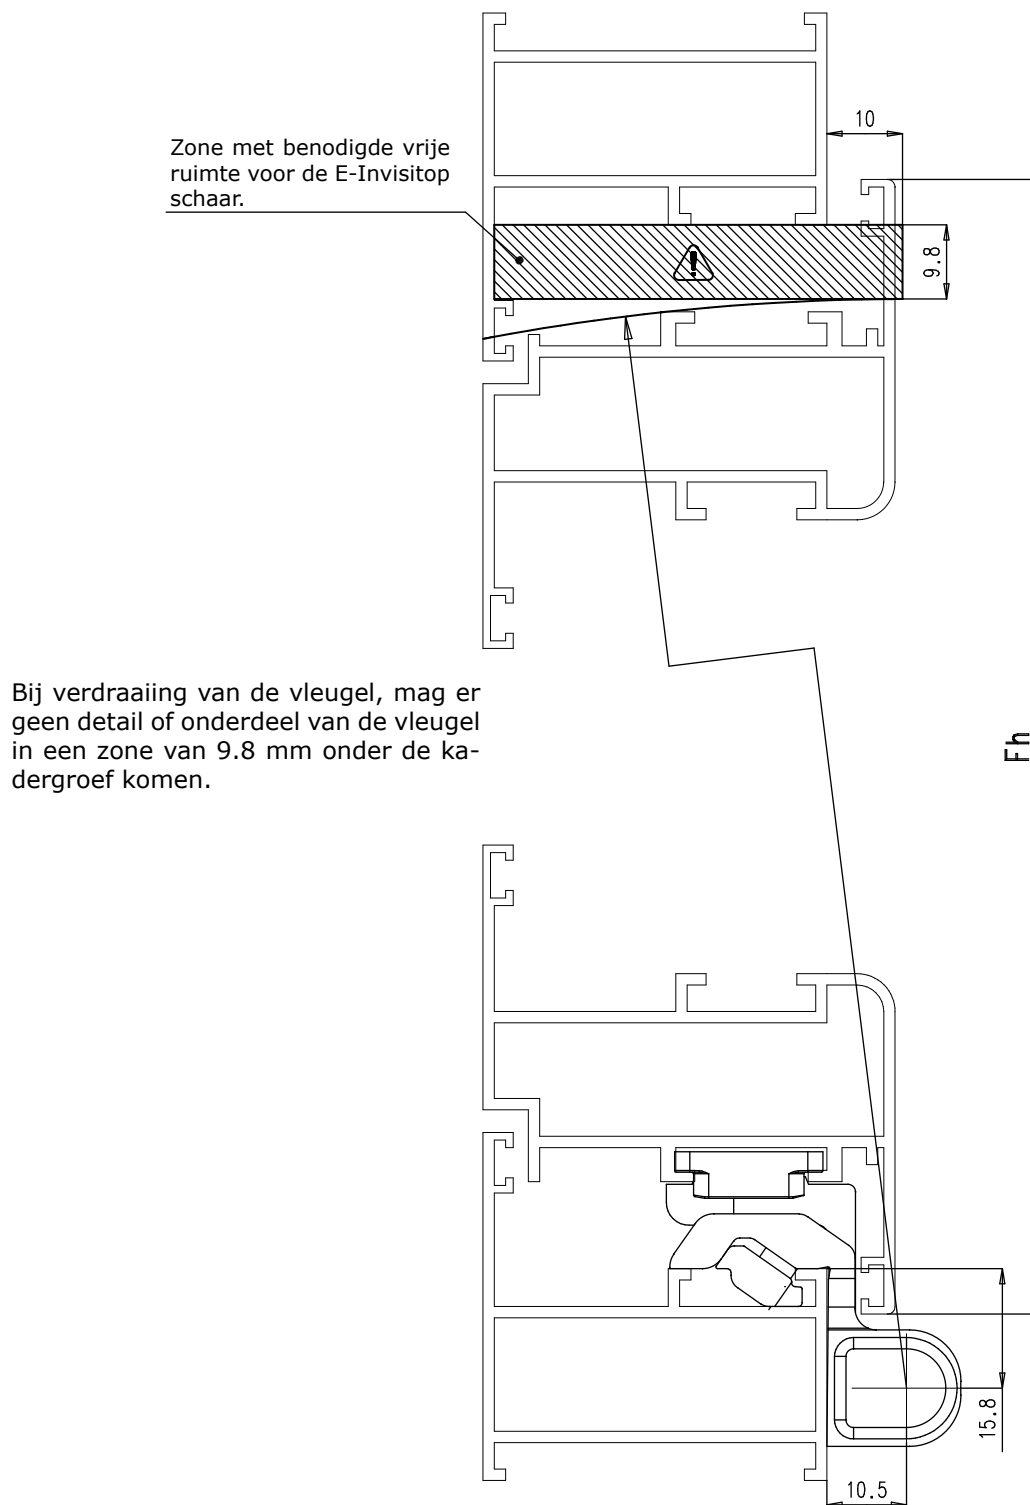 10
Zone met benodigde vrije
ruimte voor de E-Invisitop
schaar.
9.8
!
Bij verdraaiing van de vleugel, mag er
geen detail of onderdeel van de vleugel
in een zone van 9.8 mm onder de ka-
dergroef komen.
Fh
15.8
10.5